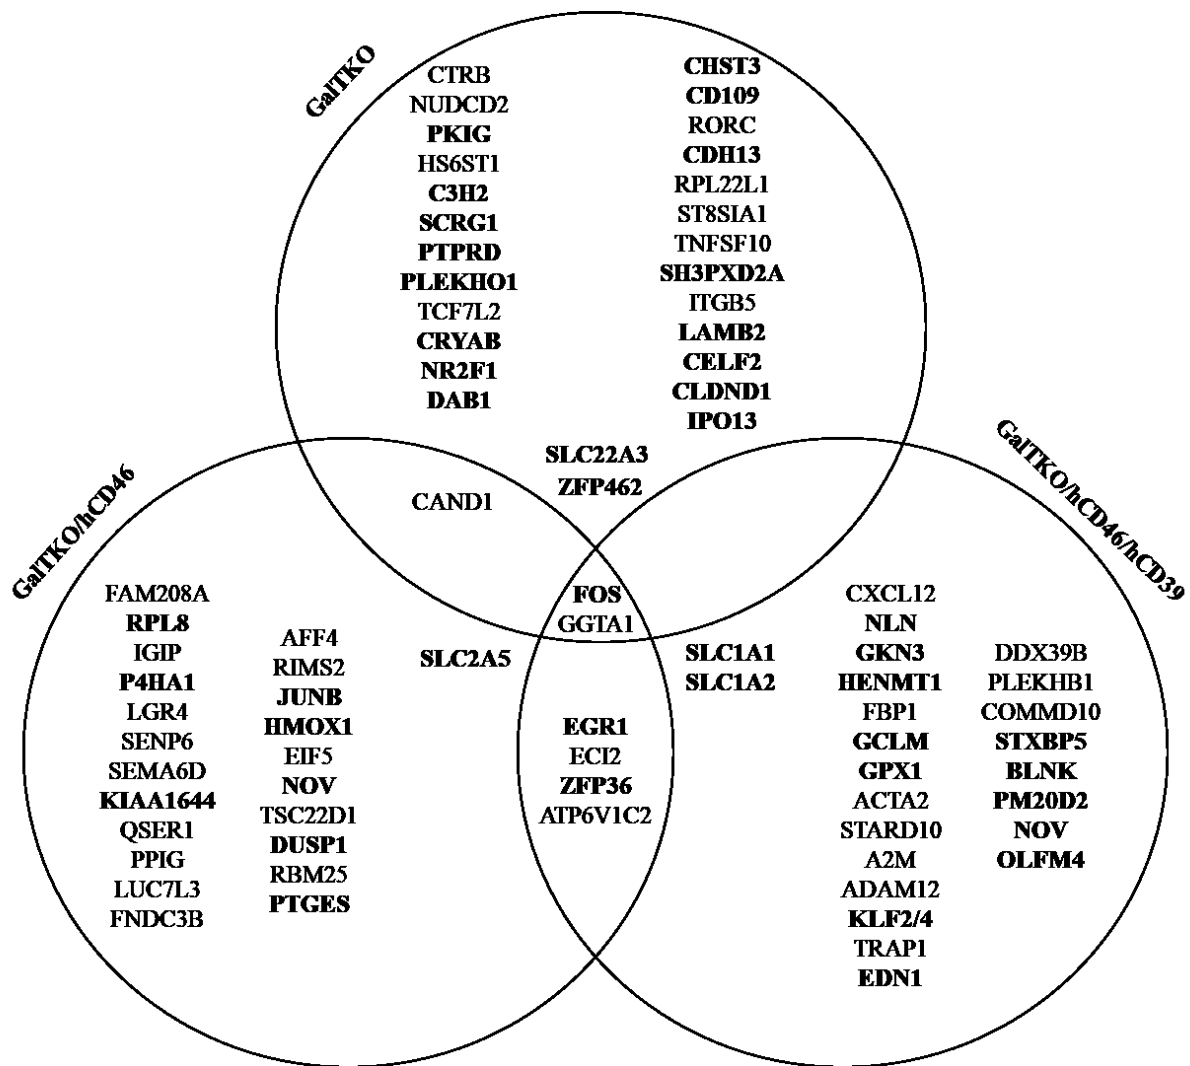 GalTKO
CTRB
NUDCD2
PKIG
HS6ST1
C3H2
SCRG1
PTPRD
PLEKHO1
TCF7L2
CRYAB
NR2F1
DAB1
CHST3
CD109
RORC
CDH13
RPL22L1
ST8SIA1
TNFSF10
SH3PXD2A
ITGB5
LAMB2
CELF2
CLDND1
IPO13
SLC22A3
ZFP462
GalTKO/hCD46
CAND1
GalTKO/hCD46/hCD39
FOS
GGTA1
FAM208A
RPL8
IGIP
P4HA1
LGR4
SENP6
SEMA6D
KIAA1644
QSER1
PPIG
LUC7L3
FNDC3B
AFF4
RIMS2
JUNB
HMOX1
EIF5
NOV
TSC22D1
DUSP1
RBM25
PTGES
SLC2A5
EGR1
ECI2
ZFP36
ATP6V1C2
SLC1A1
SLC1A2
CXCL12
NLN
GKN3
HENMT1
FBP1
GCLM
GPX1
ACTA2
STARD10
A2M
ADAM12
KLF2/4
TRAP1
EDN1
DDX39B
PLEKHB1
COMMD10
STXBP5
BLNK
PM20D2
NOV
OLFM4